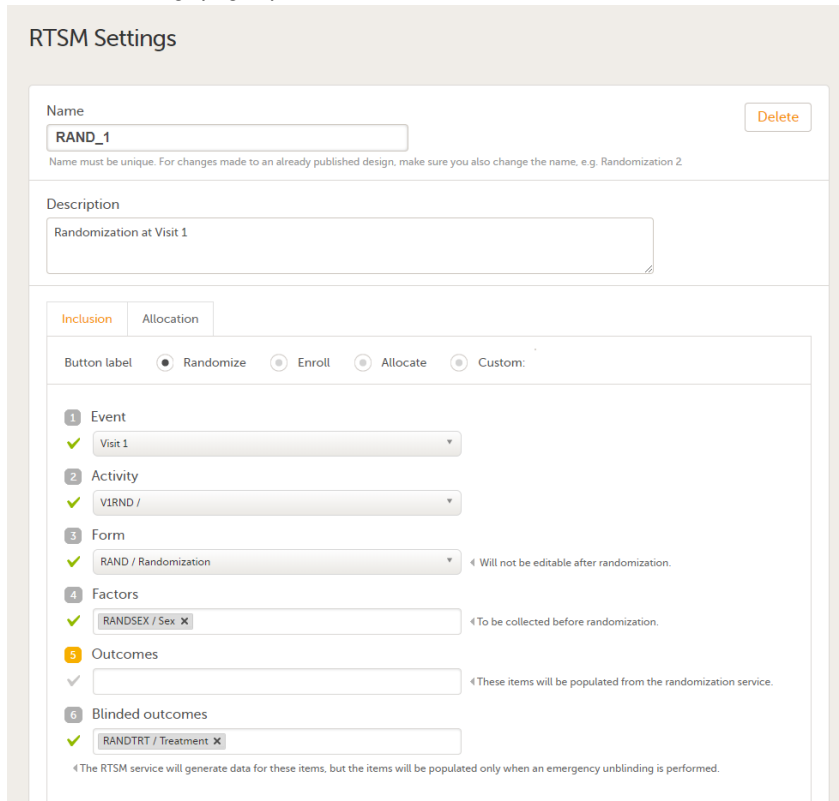 RTSM Settings
Name
Delete
RAND_1
Name must be unique. For changes made to an already published design, make sure you also change the name, e.g. Randomization 2
Description
Randomization at Visit 1
Inclusion Allocation
Button label Randomize Enroll Allocate Custom:
1 Event
Visit 1
2 Activity
V1RND /
3 Form
RAND / Randomization
Will not be editable after randomization.
4 Factors
RANDSEX / Sex ×
To be collected before randomization.
5 Outcomes
These items will be populated from the randomization service.
6 Blinded outcomes
RANDTRT / Treatment ×
The RTSM service will generate data for these items, but the items will be populated only when an emergency unblinding is performed.